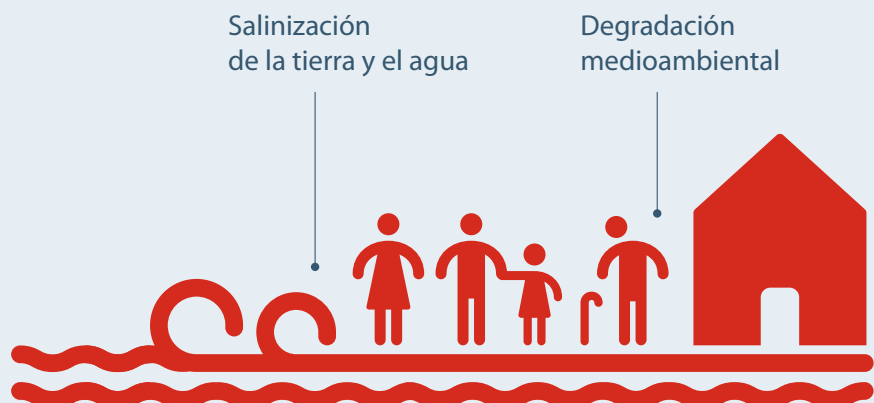 Salinización
de la tierra y el agua
Degradación
medioambiental